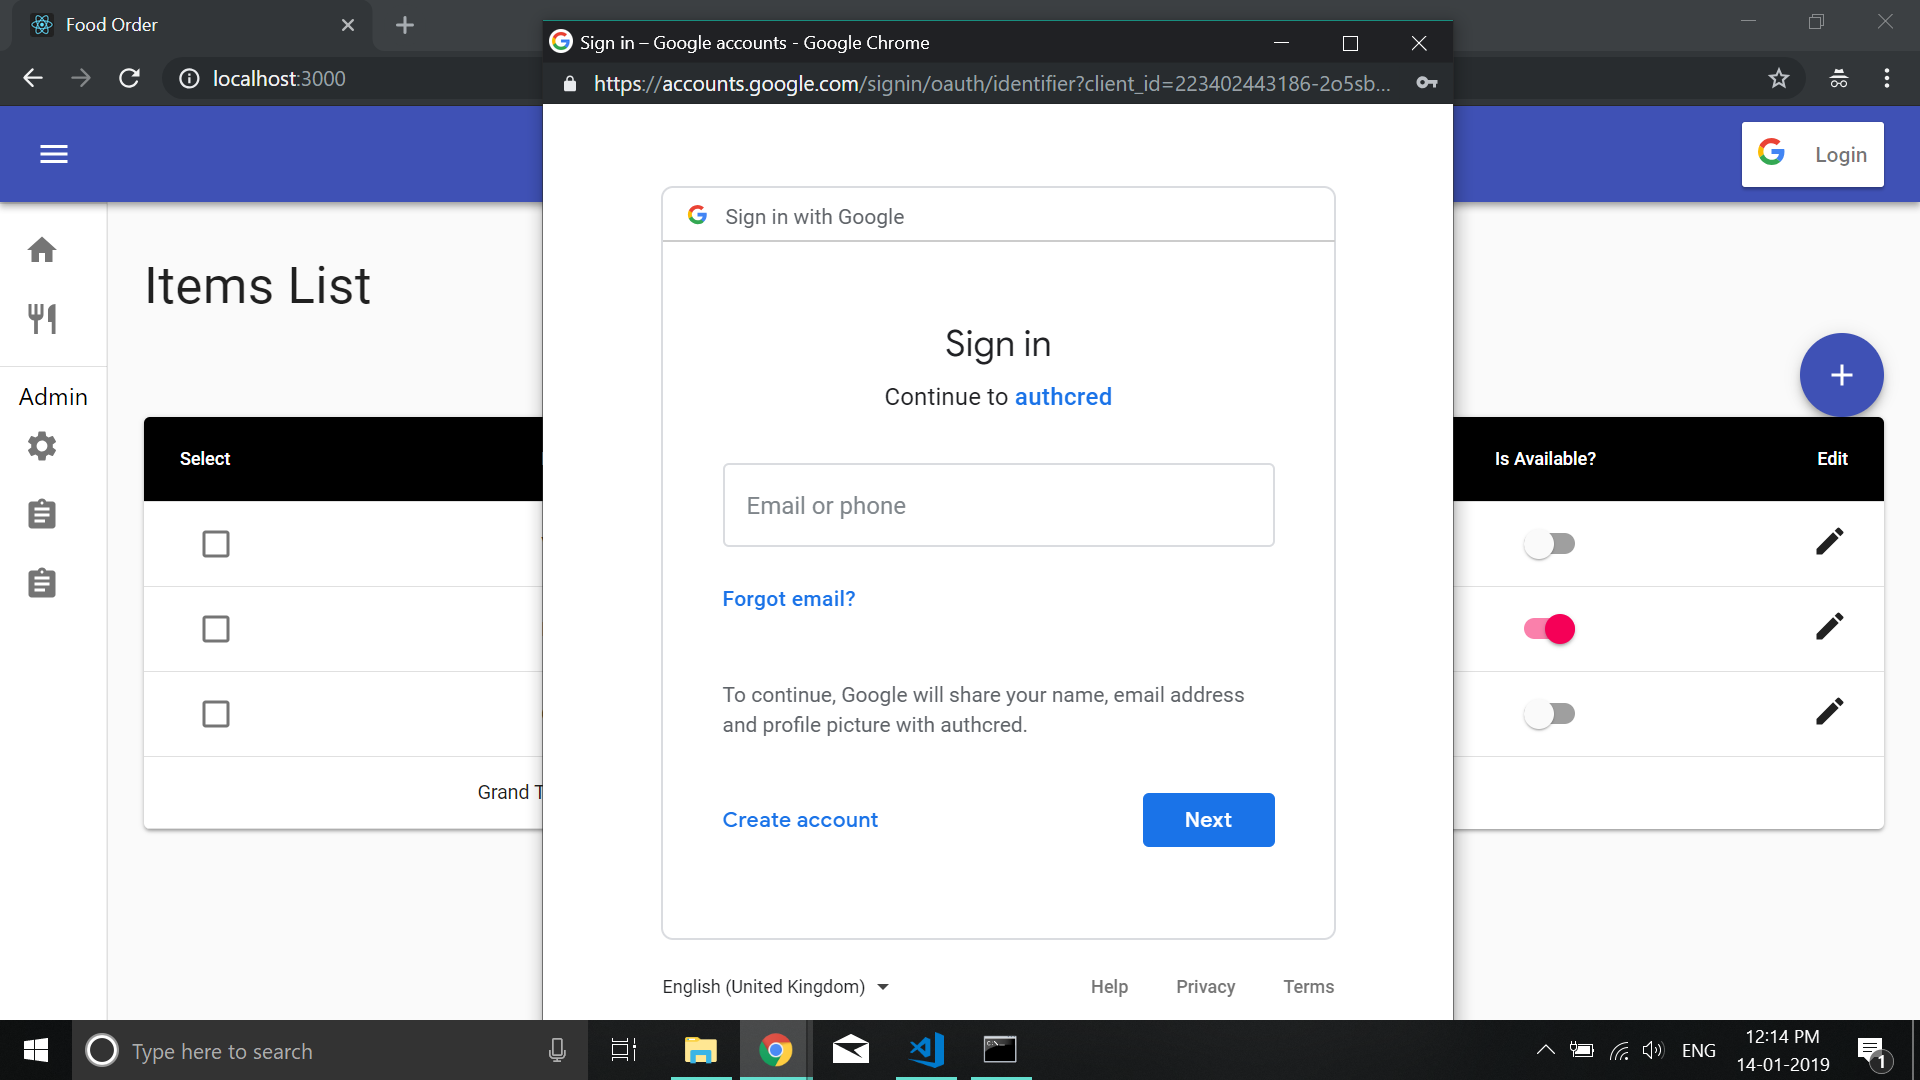 Food Order
localhost:3000
Sign in – Google accounts - Google Chrome
https://accounts.google.com/signin/oauth/identifier?client_id=223402443186-2o5sb...
Login
Items List
Admin
Select
Is Available?
Edit
Grand
Sign in with Google
Sign in
Continue to authcred
Email or phone
Forgot email?
To continue, Google will share your name, email address
and profile picture with authcred.
Create account
Next
English (United Kingdom)
Help
Privacy
Terms
Type here to search
ENG
12:14 PM
14-01-2019
1